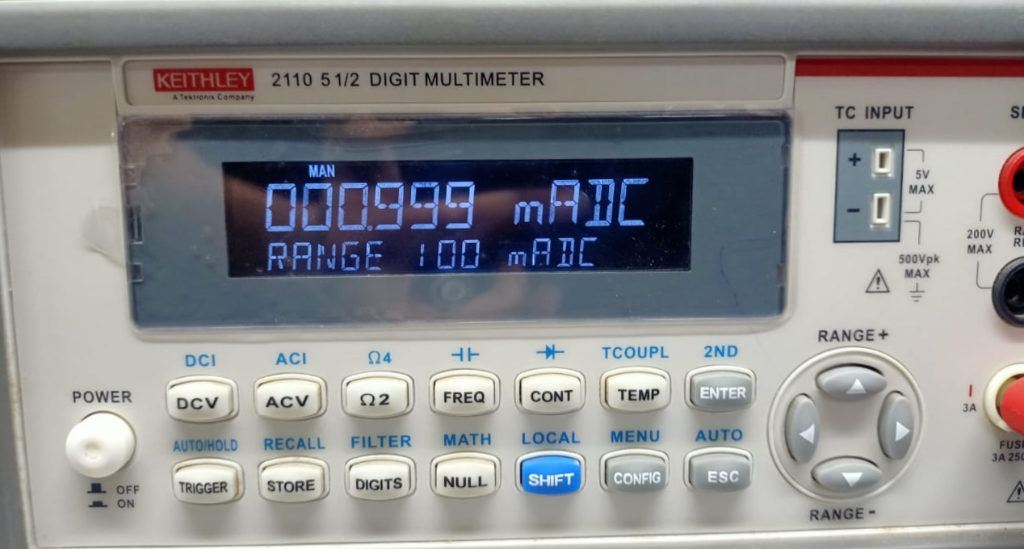 KEITHLEY
A Tektronix Company
2110 5 1/2 DIGIT MULTIMETER
MAN
000.999 mADC
RANGE 100 mADC
TC INPUT
+
-
5V
MAX
500Vpk
MAX
200V
MAX
POWER
OFF
ON
DCI ACI Ω4 TCOUPL 2ND
DCV ACV Ω2 FREQ CONT TEMP ENTER
AUTO/HOLD RECALL FILTER MATH LOCAL MENU AUTO
TRIGGER STORE DIGITS NULL SHIFT CONFIG ESC
RANGE+
RANGE-
I
3A
FUSE
3A 250